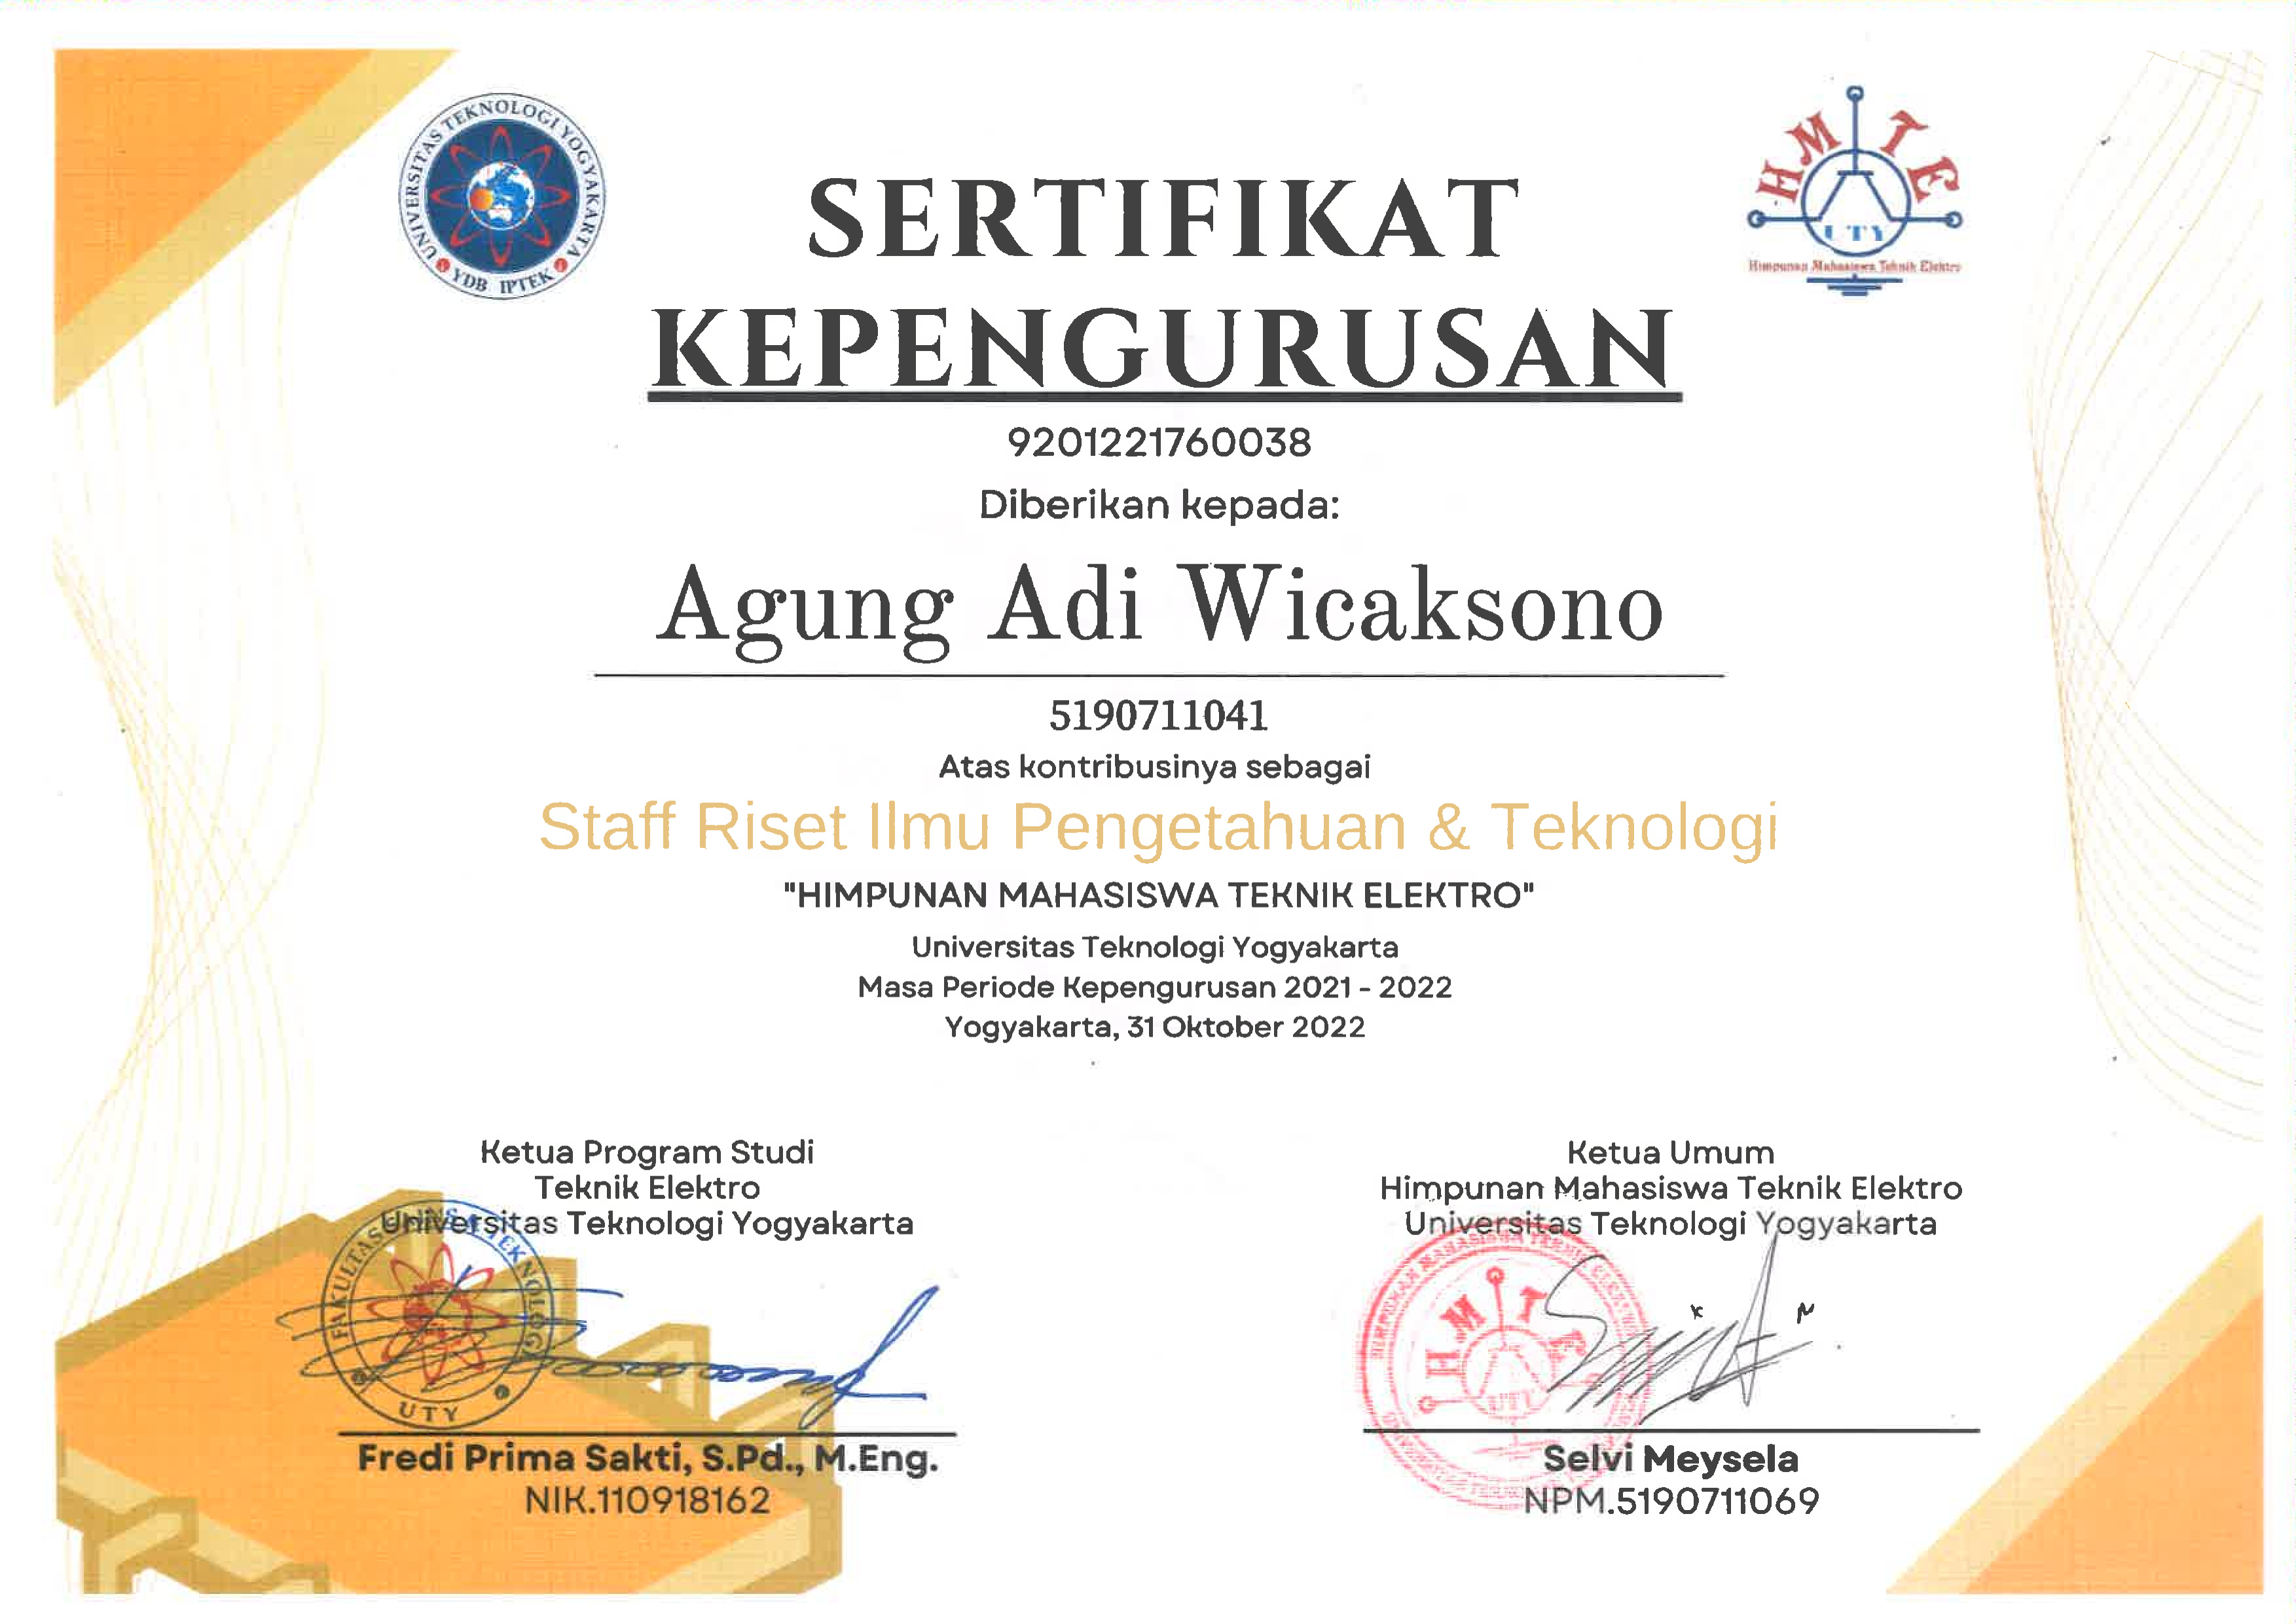 UNIVERSITAS TEKNOLOGI YOGYAKARTA
YDB IPTEK
HMTE
UTY
Himpunan Mahasiswa Teknik Elektro
SERTIFIKAT
KEPENGURUSAN
9201221760038
Diberikan kepada:
Agung Adi Wicaksono
5190711041
Atas kontribusinya sebagai
Staff Riset Ilmu Pengetahuan & Teknologi
"HIMPUNAN MAHASISWA TEKNIK ELEKTRO"
Universitas Teknologi Yogyakarta
Masa Periode Kepengurusan 2021 - 2022
Yogyakarta, 31 Oktober 2022
Ketua Program Studi
Teknik Elektro
Universitas Teknologi Yogyakarta
FAKULTAS SAINS & TEKNOLOGI
UTY
Fredi Prima Sakti, S.Pd., M.Eng.
NIK.110918162
Ketua Umum
Himpunan Mahasiswa Teknik Elektro
Universitas Teknologi Yogyakarta
HIMPUNAN MAHASISWA TEKNIK ELEKTRO
HMTE
UTY
Selvi Meysela
NPM.5190711069